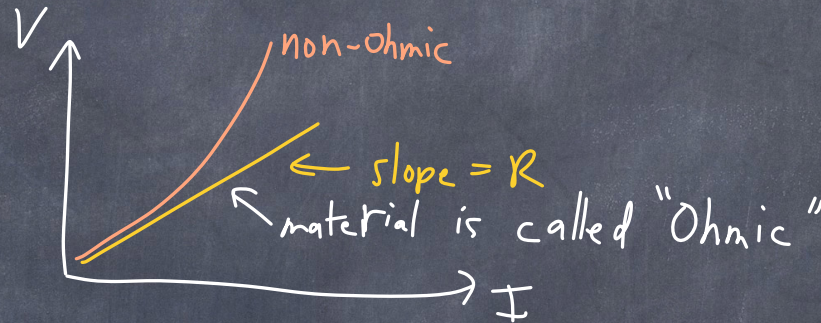 V
non-Ohmic
slope = R
material is called "Ohmic"
I